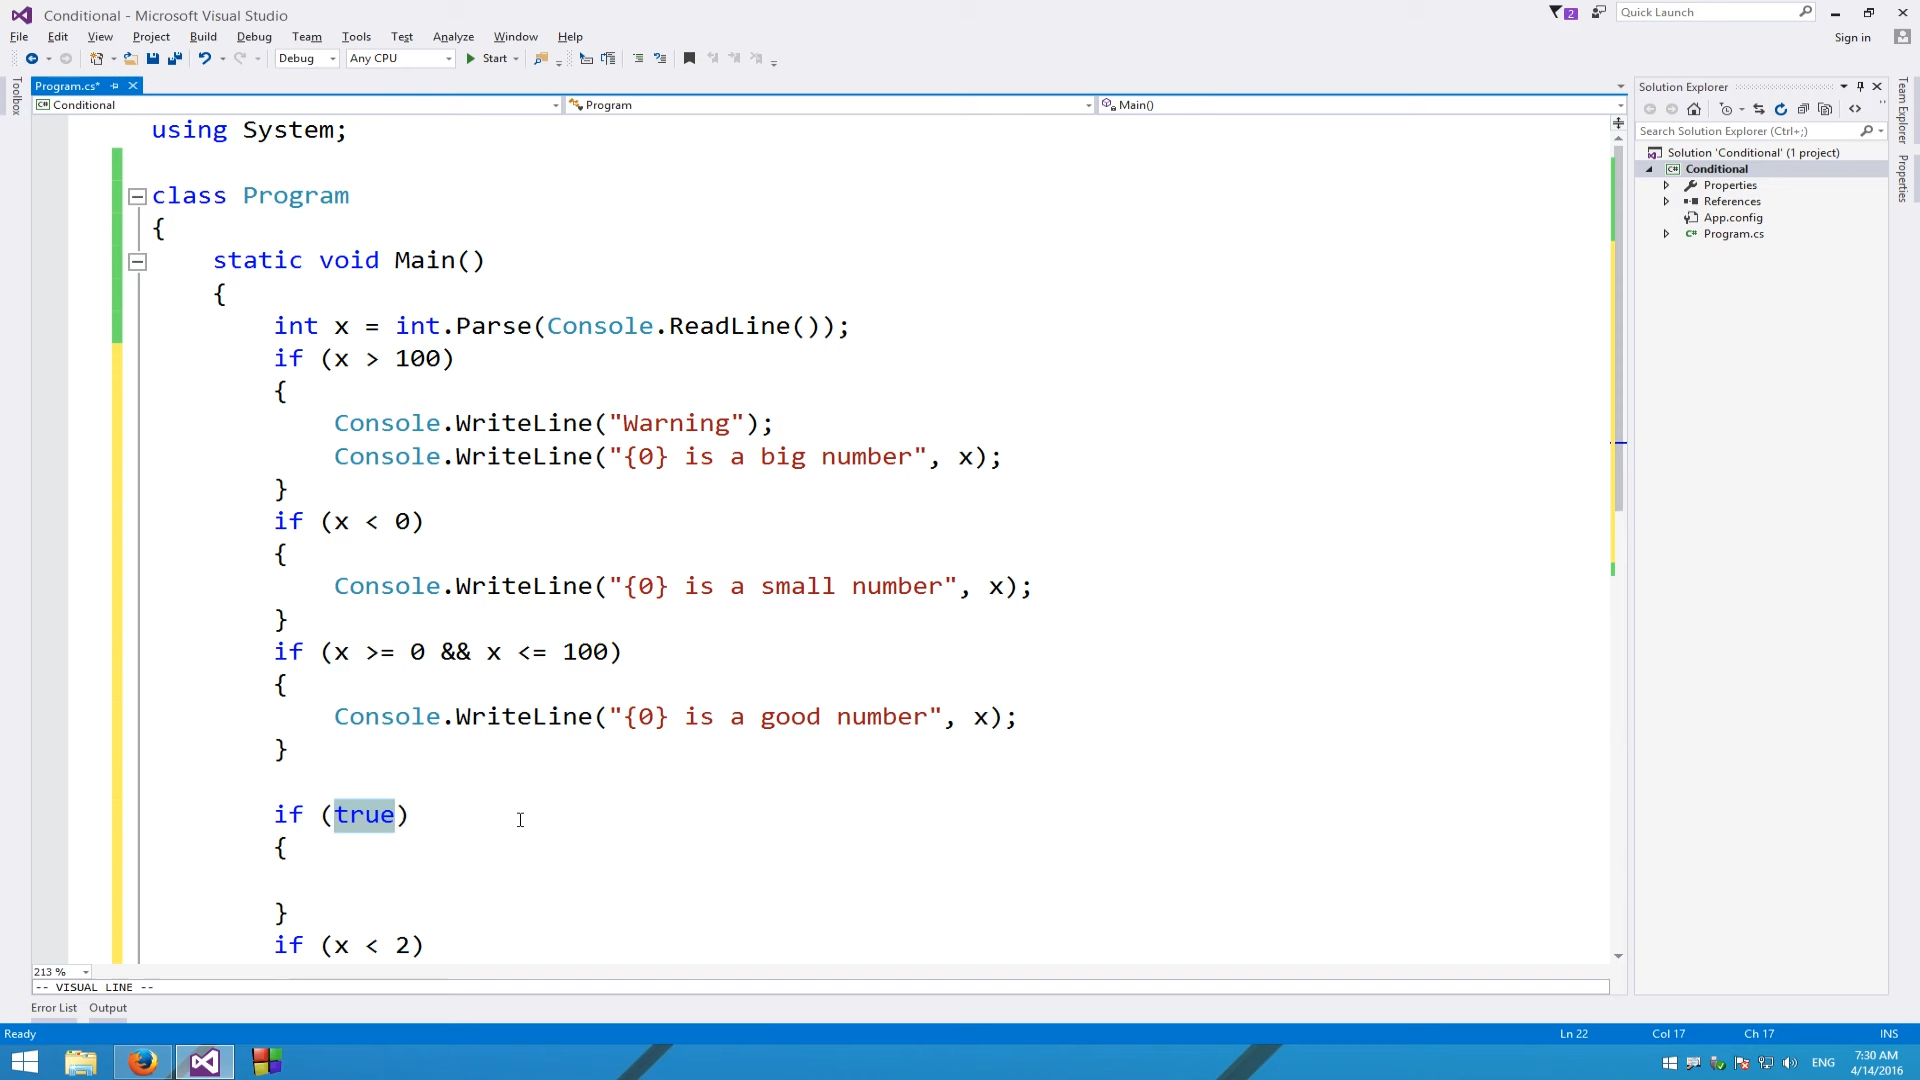 Conditional - Microsoft Visual Studio
2
Quick Launch
File Edit View Project Build Debug Team Tools Test Analyze Window Help
Sign in
Debug Any CPU Start
Toolbox
Program.cs*
Conditional Program Main()
using System;
class Program
{
static void Main()
{
int x = int.Parse(Console.ReadLine());
if (x > 100)
{
Console.WriteLine("Warning");
Console.WriteLine("{0} is a big number", x);
}
if (x < 0)
{
Console.WriteLine("{0} is a small number", x);
}
if (x >= 0 && x <= 100)
{
Console.WriteLine("{0} is a good number", x);
}
if (true)
{
}
if (x < 2)
213 %
-- VISUAL LINE --
Error List Output
Solution Explorer
Search Solution Explorer (Ctrl+;)
Solution 'Conditional' (1 project)
C# Conditional
Properties
References
App.config
C# Program.cs
Team Explorer
Properties
Ready Ln 22 Col 17 Ch 17 INS
ENG
7:30 AM
4/14/2016